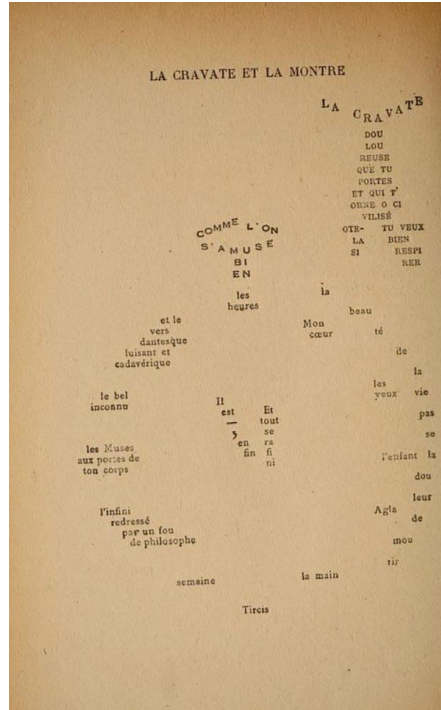 LA CRAVATE ET LA MONTRE
LA CRAVATE
DOU
LOU
REUSE
QUE TU
PORTES
ET QUI T'
ORNE O CI
VILISÉ
OTE- TU VEUX
LA BIEN
SI RESPI
RER
COMME L'ON
S'AMUSE
BI
EN
les
heures
la
beau
té
de
la
vie
pas
se
la
dou
leur
de
mou
rir
Mon
cœur
les
yeux
l'enfant
Agla
la main
Tircis
semaine
l'infini
redressé
par un fou
de philosophe
les Muses
aux portes de
ton corps
le bel
inconnu
et le
vers
dantesque
luisant et
cadavérique
Il
est
—
5
en
fin
Et
tout
se
ra
fi
ni